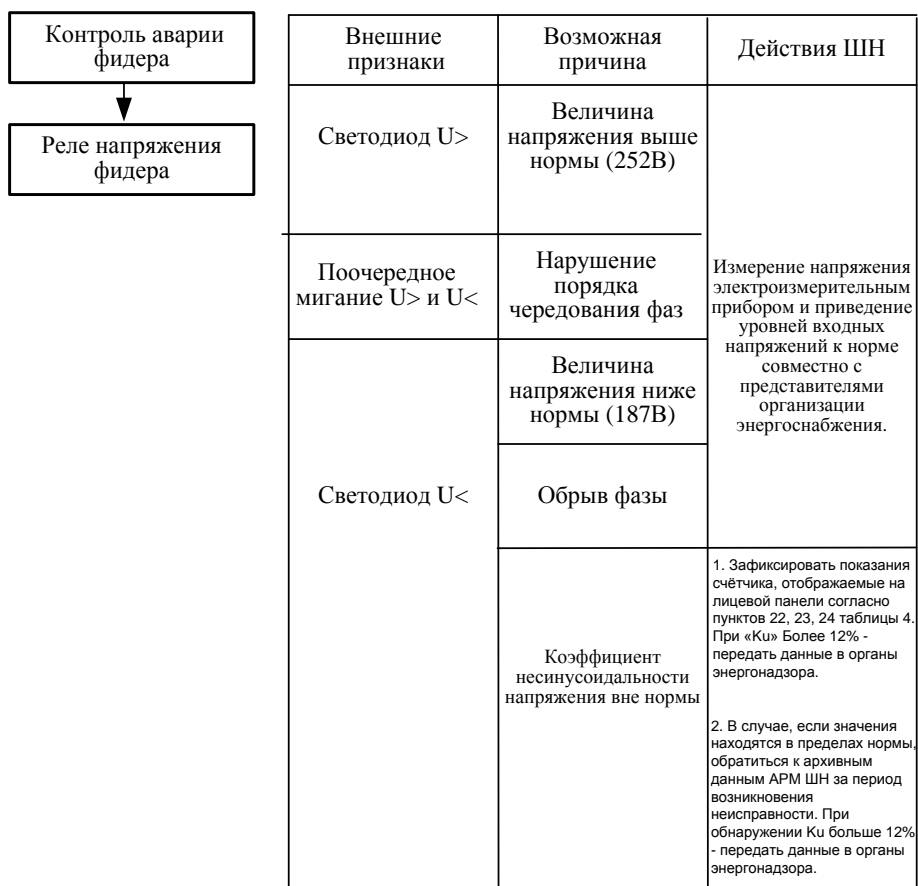 Контроль аварии
фидера
Реле напряжения
фидера
Внешние
признаки
Возможная
причина
Действия ШН
Светодиод U>
Величина
напряжения выше
нормы (252В)
Поочередное
мигание U> и U<
Нарушение
порядка
чередования фаз
Измерение напряжения
электроизмерительным
прибором и приведение
уровней входных
напряжений к норме
совместно с
представителями
организации
энергоснабжения.
Светодиод U<
Величина
напряжения ниже
нормы (187В)
Обрыв фазы
Коэффициент
несинусоидальности
напряжения вне нормы
1. Зафиксировать показания
счётчика, отображаемые на
лицевой панели согласно
пунктов 22, 23, 24 таблицы 4.
При «Ku» Более 12% -
передать данные в органы
энергонадзора.
2. В случае, если значения
находятся в пределах нормы,
обратиться к архивным
данным АРМ ШН за период
возникновения
неисправности. При
обнаружении Ku больше 12%
- передать данные в органы
энергонадзора.